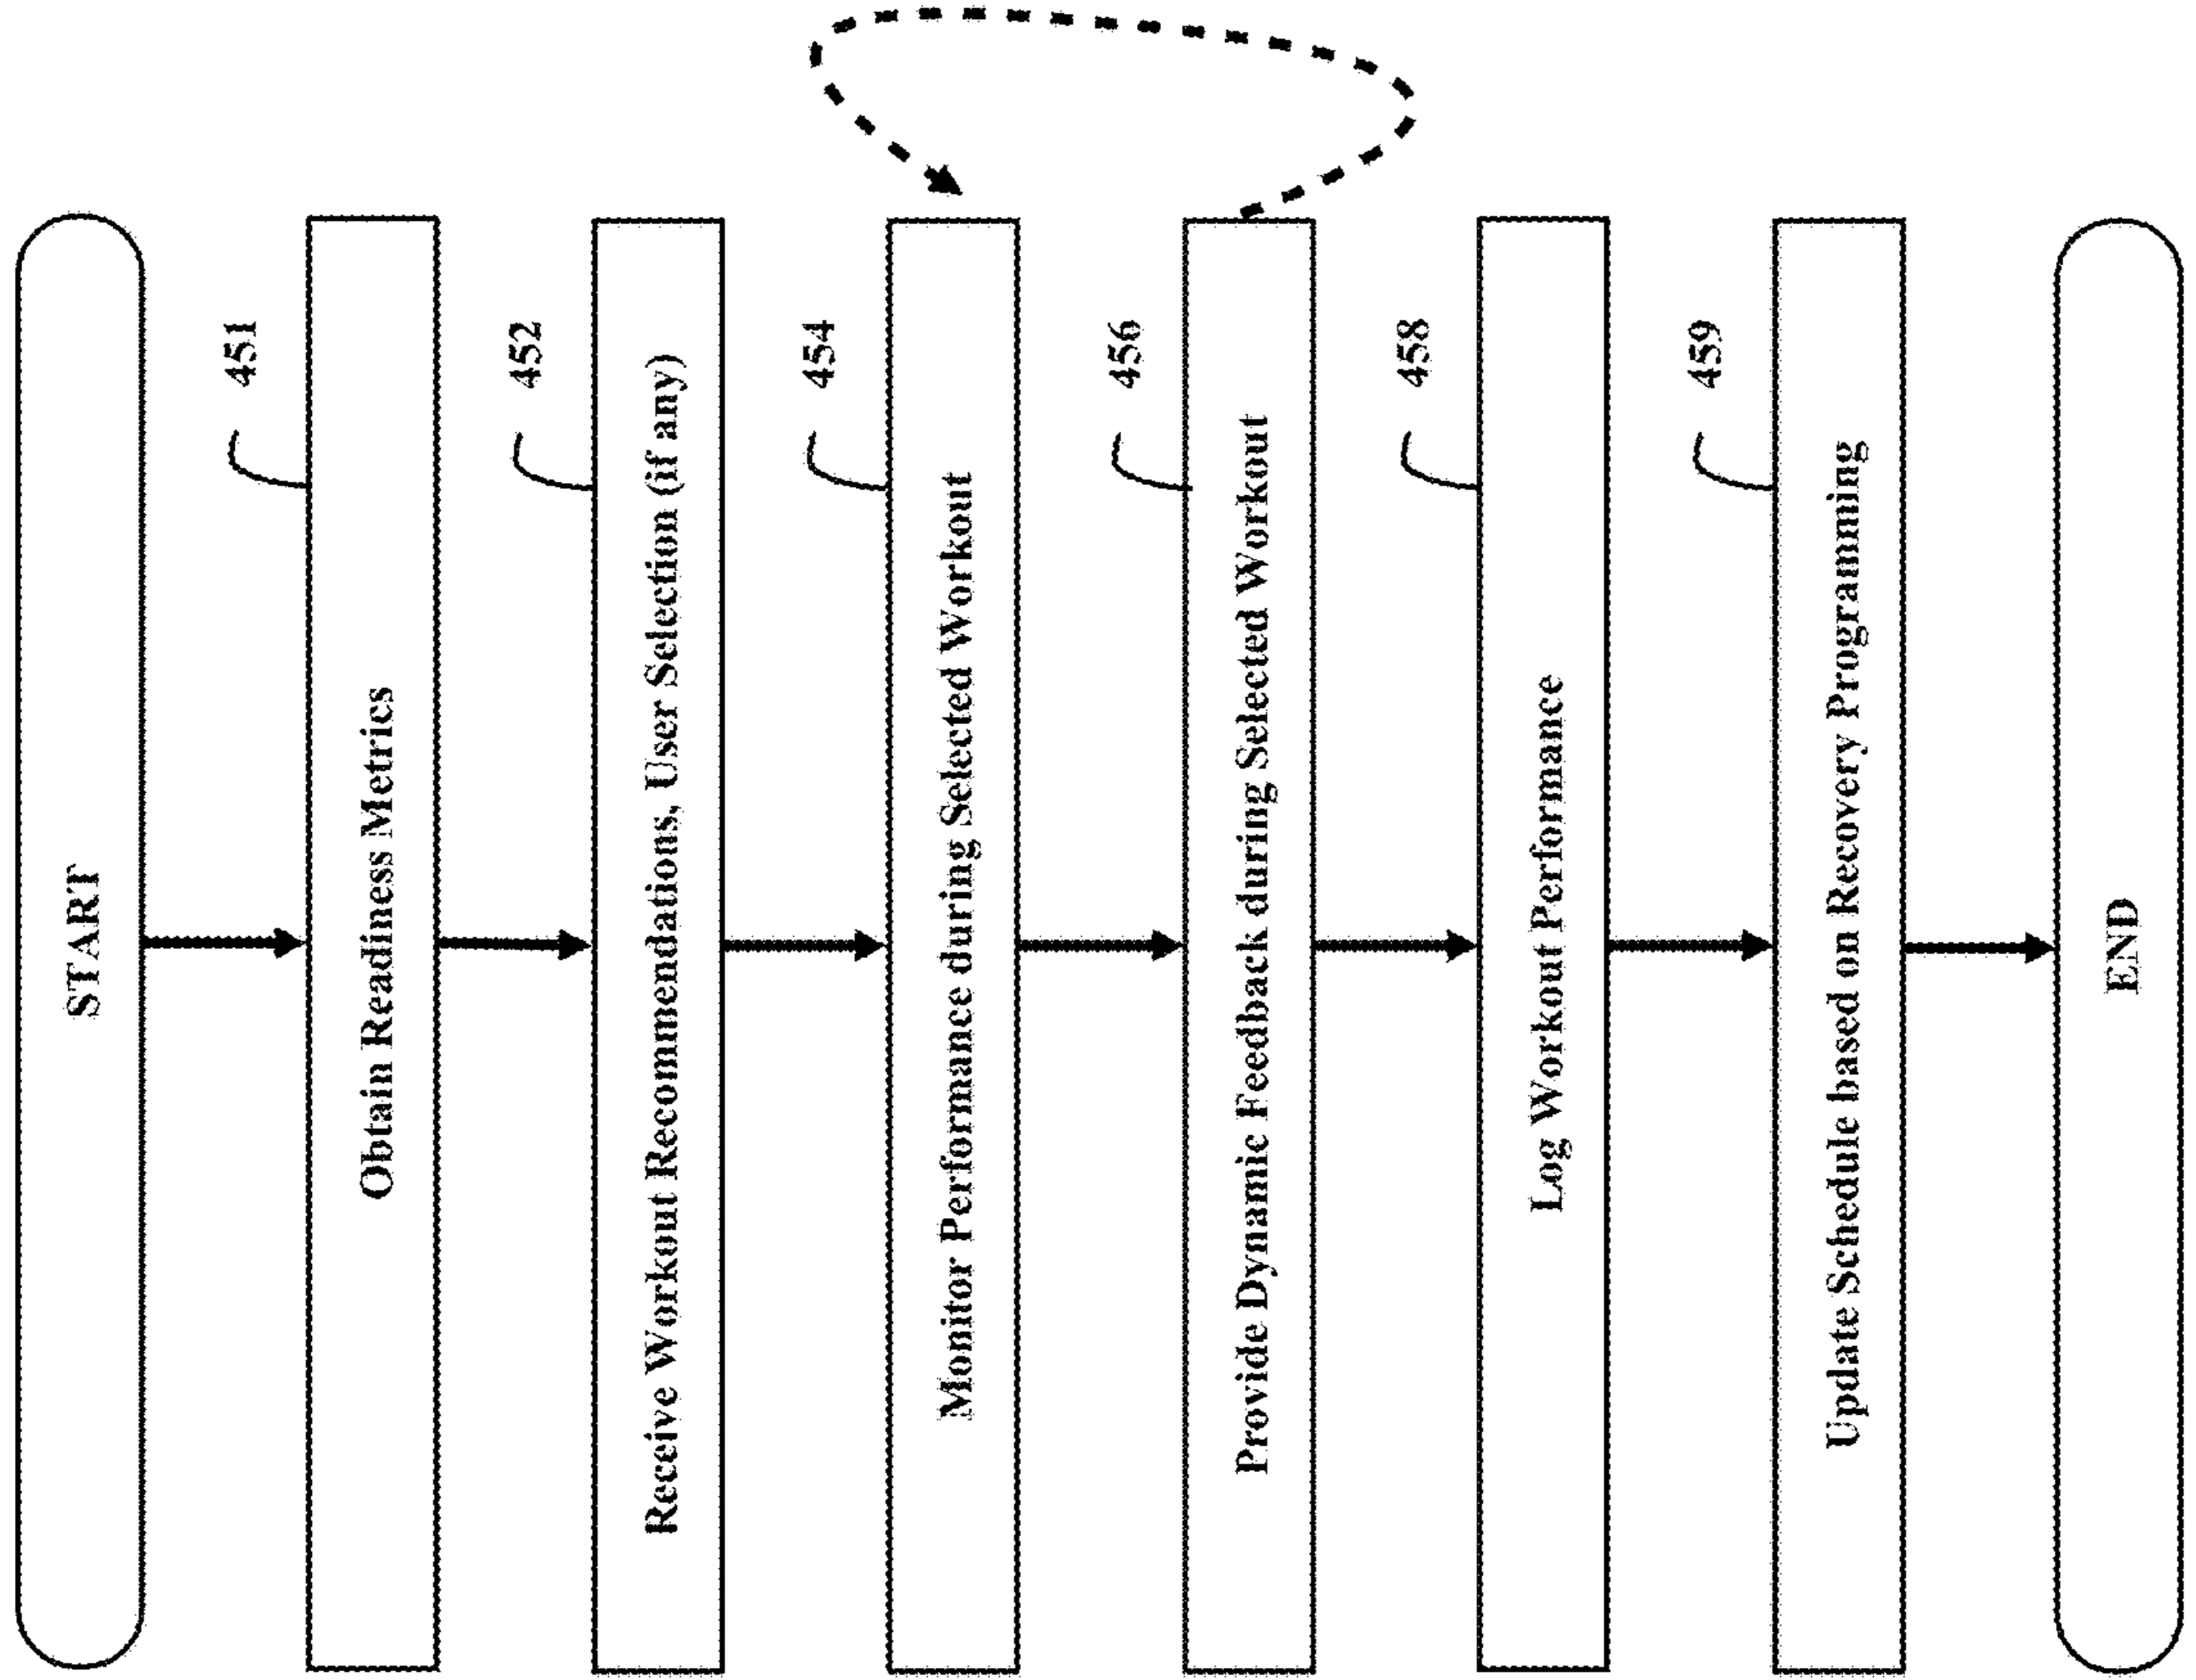 START
451
Obtain Readiness Metrics
452
Receive Workout Recommendations, User Selection (if any)
454
Monitor Performance during Selected Workout
456
Provide Dynamic Feedback during Selected Workout
458
Log Workout Performance
459
Update Schedule based on Recovery Programming
END